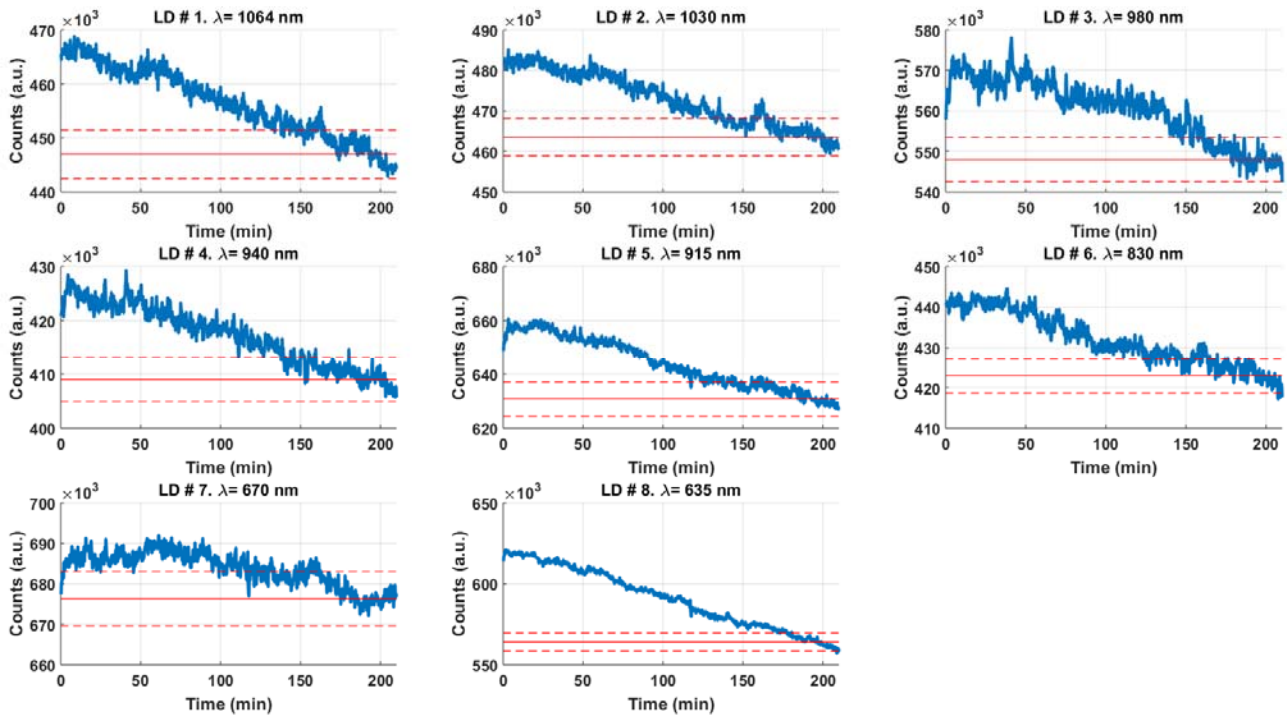 LD # 1. λ= 1064 nm
×10³
470
460
450
440
Counts (a.u.)
0 50 100 150 200
Time (min)
LD # 2. λ= 1030 nm
×10³
490
480
470
460
450
Counts (a.u.)
0 50 100 150 200
Time (min)
LD # 3. λ= 980 nm
×10³
580
570
560
550
540
Counts (a.u.)
0 50 100 150 200
Time (min)
LD # 4. λ= 940 nm
×10³
430
420
410
400
Counts (a.u.)
0 50 100 150 200
Time (min)
LD # 5. λ= 915 nm
×10³
680
660
640
620
Counts (a.u.)
0 50 100 150 200
Time (min)
LD # 6. λ= 830 nm
×10³
450
440
430
420
410
Counts (a.u.)
0 50 100 150 200
Time (min)
LD # 7. λ= 670 nm
×10³
700
690
680
670
660
Counts (a.u.)
0 50 100 150 200
Time (min)
LD # 8. λ= 635 nm
×10³
650
600
550
Counts (a.u.)
0 50 100 150 200
Time (min)